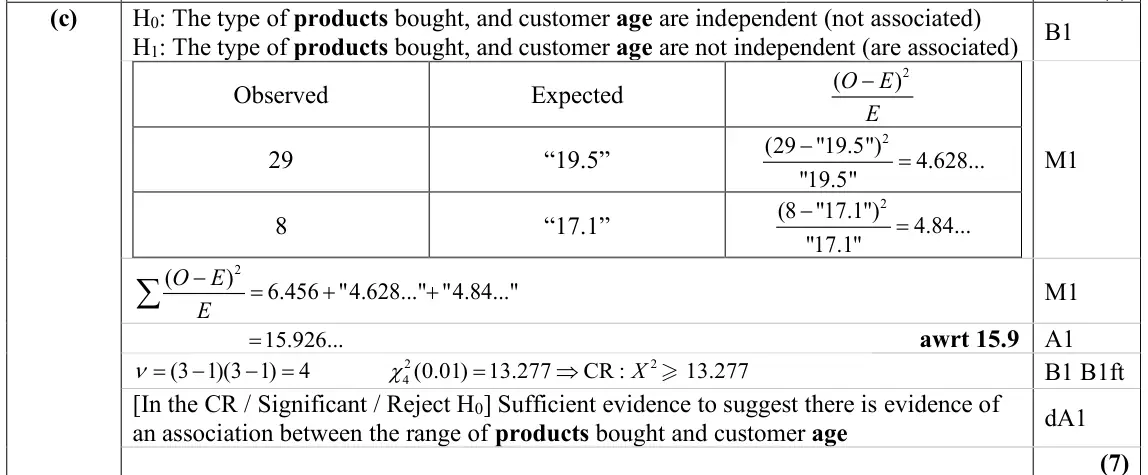 (c)
H₀: The type of products bought, and customer age are independent (not associated)
H₁: The type of products bought, and customer age are not independent (are associated)
B1
Observed Expected (O − E)² / E
29 “19.5” (29 − "19.5")² / "19.5" = 4.628...
M1
8 “17.1” (8 − "17.1")² / "17.1" = 4.84...
∑ (O − E)² / E = 6.456 + "4.628..." + "4.84..." M1
= 15.926... awrt 15.9 A1
ν = (3 − 1)(3 − 1) = 4 χ²₄(0.01) = 13.277 ⇒ CR : X² ⩾ 13.277 B1 B1ft
[In the CR / Significant / Reject H₀] Sufficient evidence to suggest there is evidence of
an association between the range of products bought and customer age
dA1
(7)